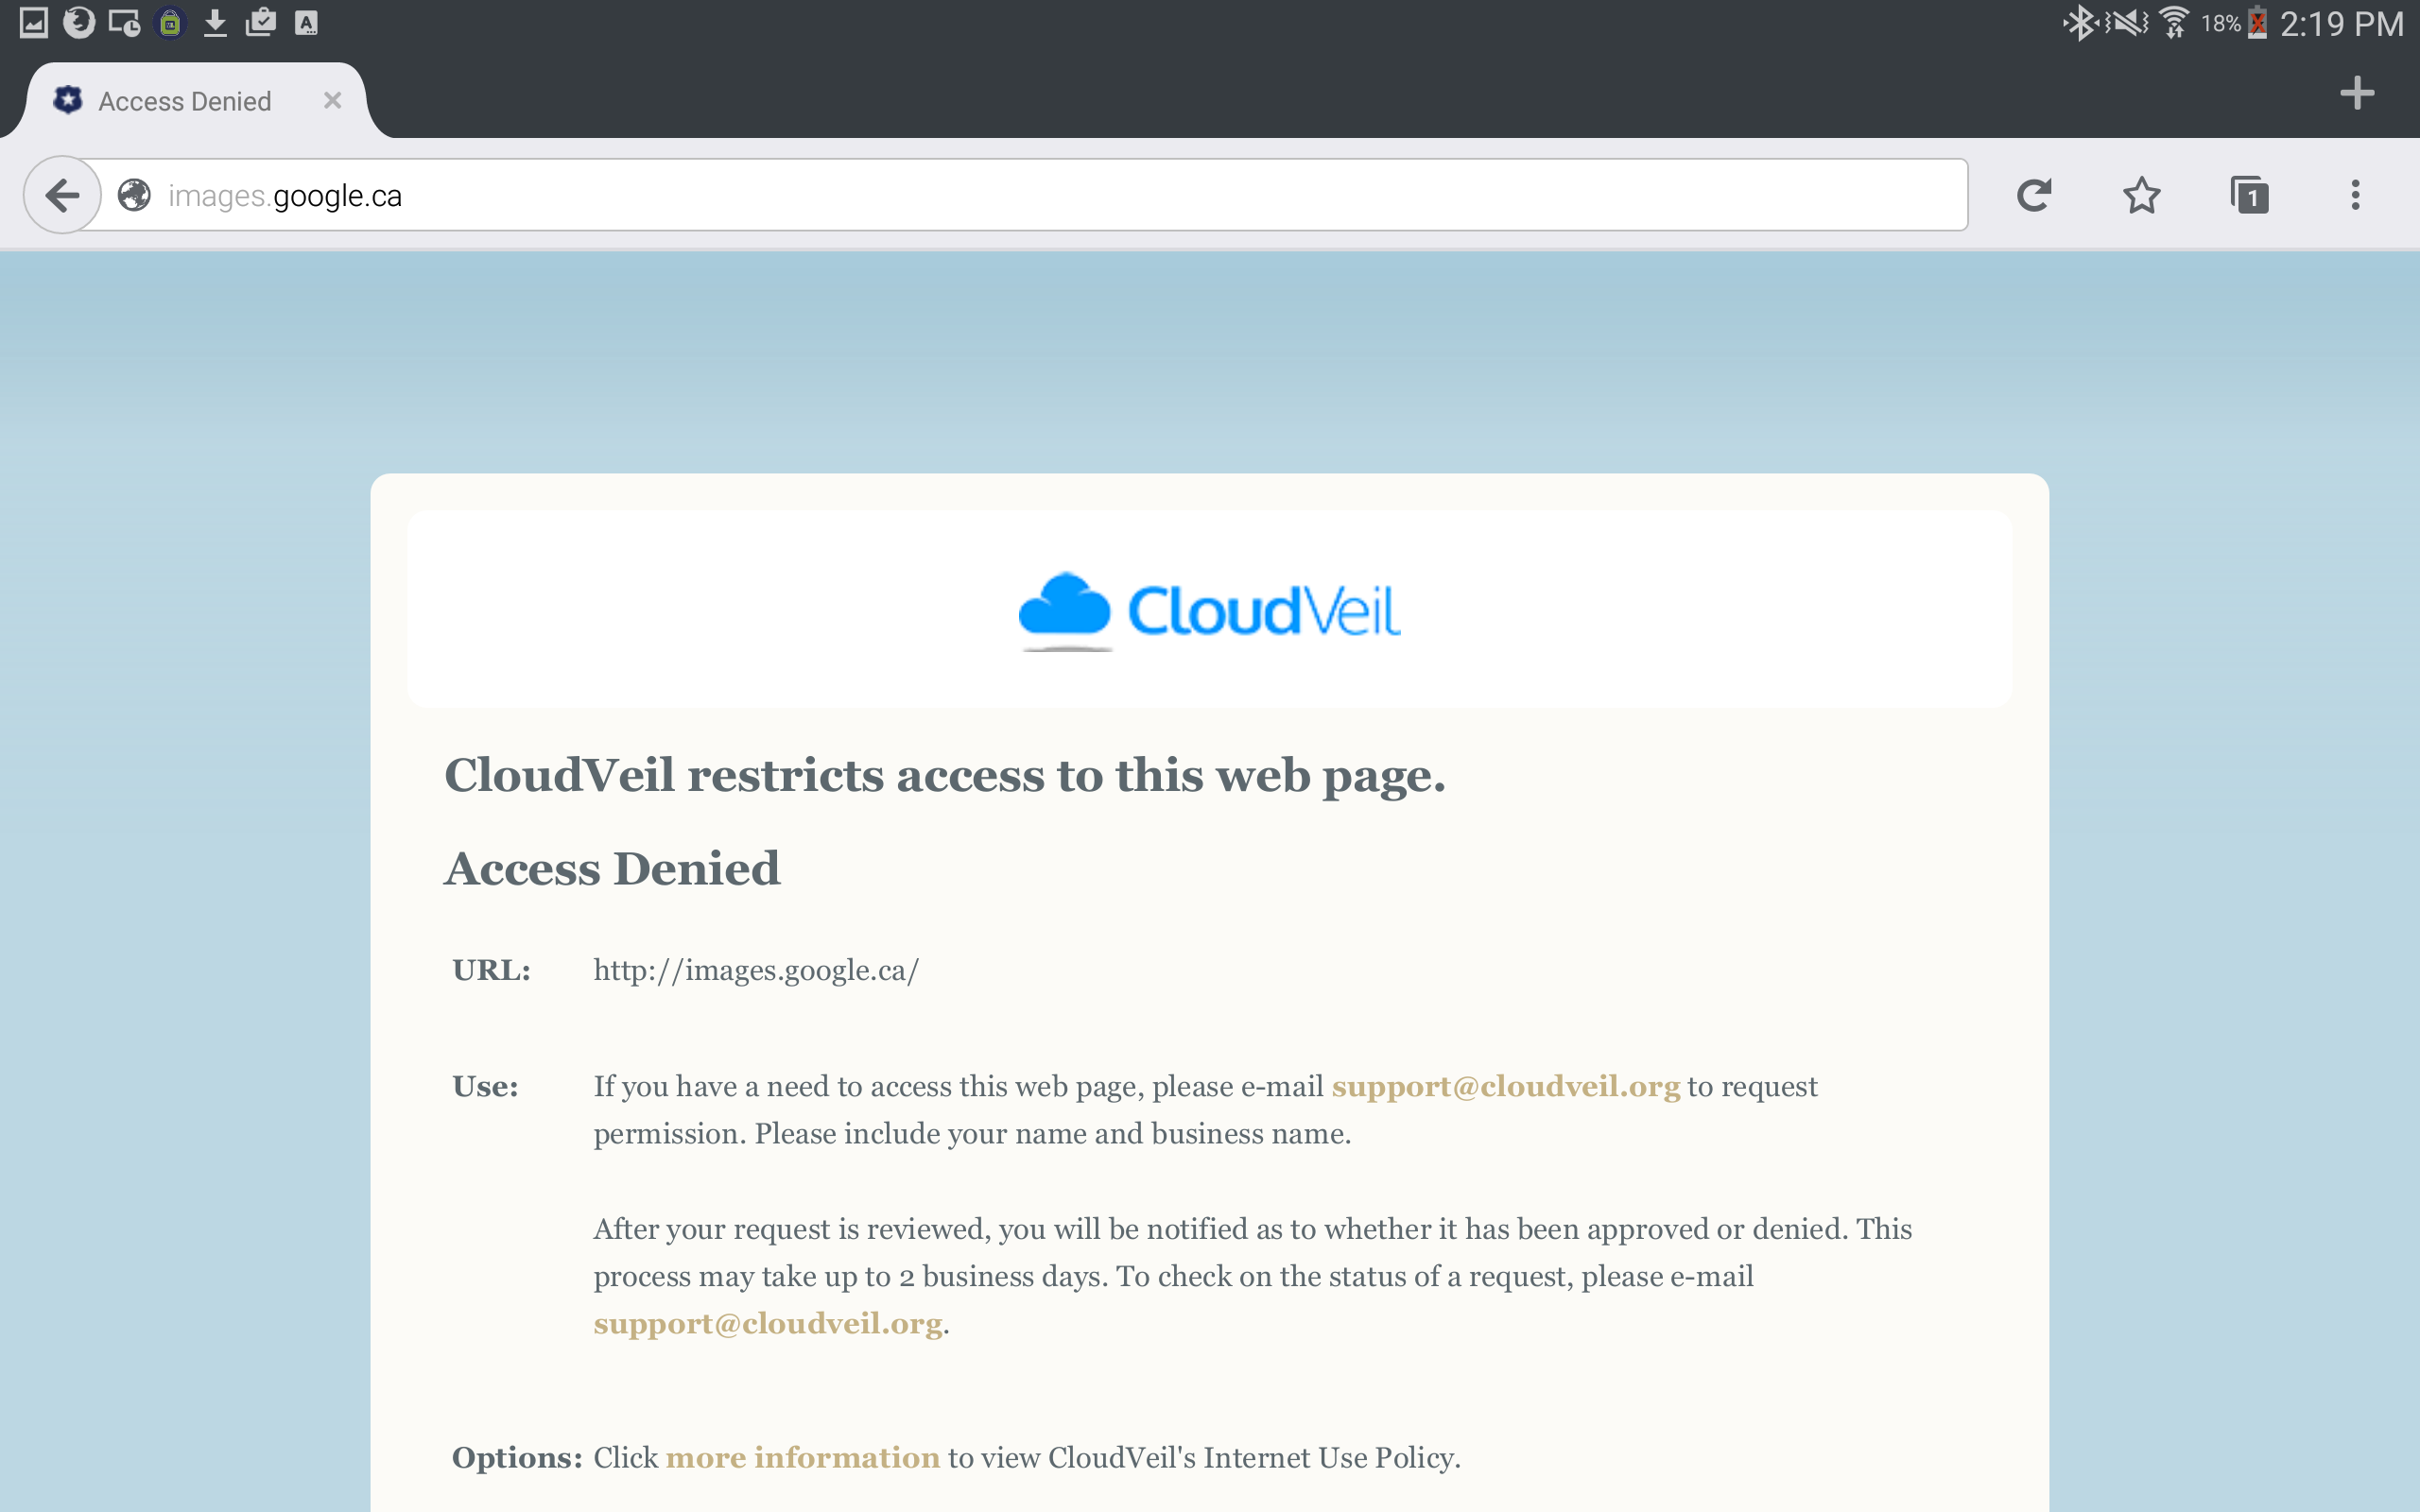 18% 2:19 PM
Access Denied
images.google.ca
1
CloudVeil
CloudVeil restricts access to this web page.
Access Denied
URL: http://images.google.ca/
Use: If you have a need to access this web page, please e-mail support@cloudveil.org to request
permission. Please include your name and business name.
After your request is reviewed, you will be notified as to whether it has been approved or denied. This
process may take up to 2 business days. To check on the status of a request, please e-mail
support@cloudveil.org.
Options: Click more information to view CloudVeil's Internet Use Policy.